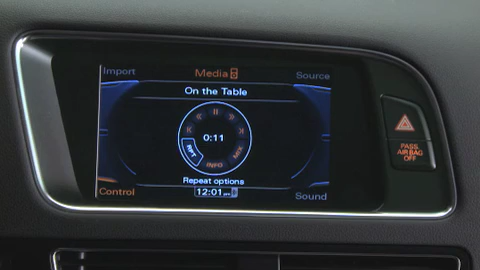 Import Media Source
On the Table
0:11
RPT INFO MIX
Repeat options
Control 12:01 Sound
PASS
AIR BAG
OFF